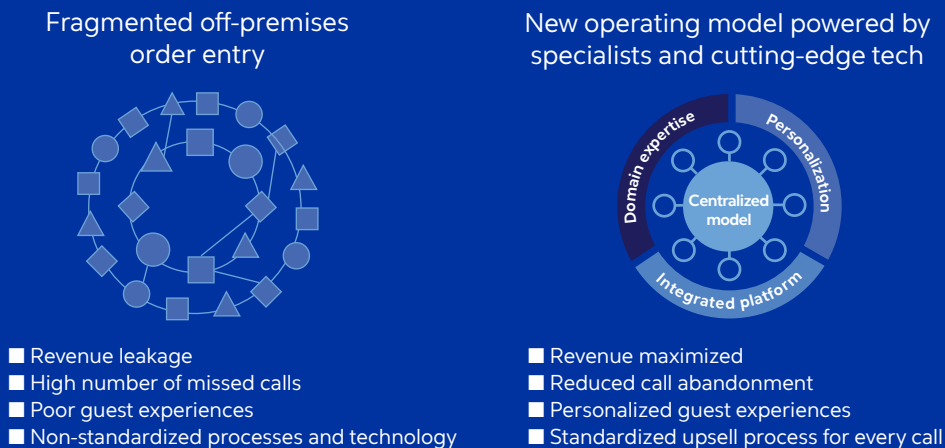 Fragmented off-premises
order entry
Revenue leakage
High number of missed calls
Poor guest experiences
Non-standardized processes and technology
New operating model powered by
specialists and cutting-edge tech
Domain expertise
Personalization
Centralized
model
Integrated platform
Revenue maximized
Reduced call abandonment
Personalized guest experiences
Standardized upsell process for every call